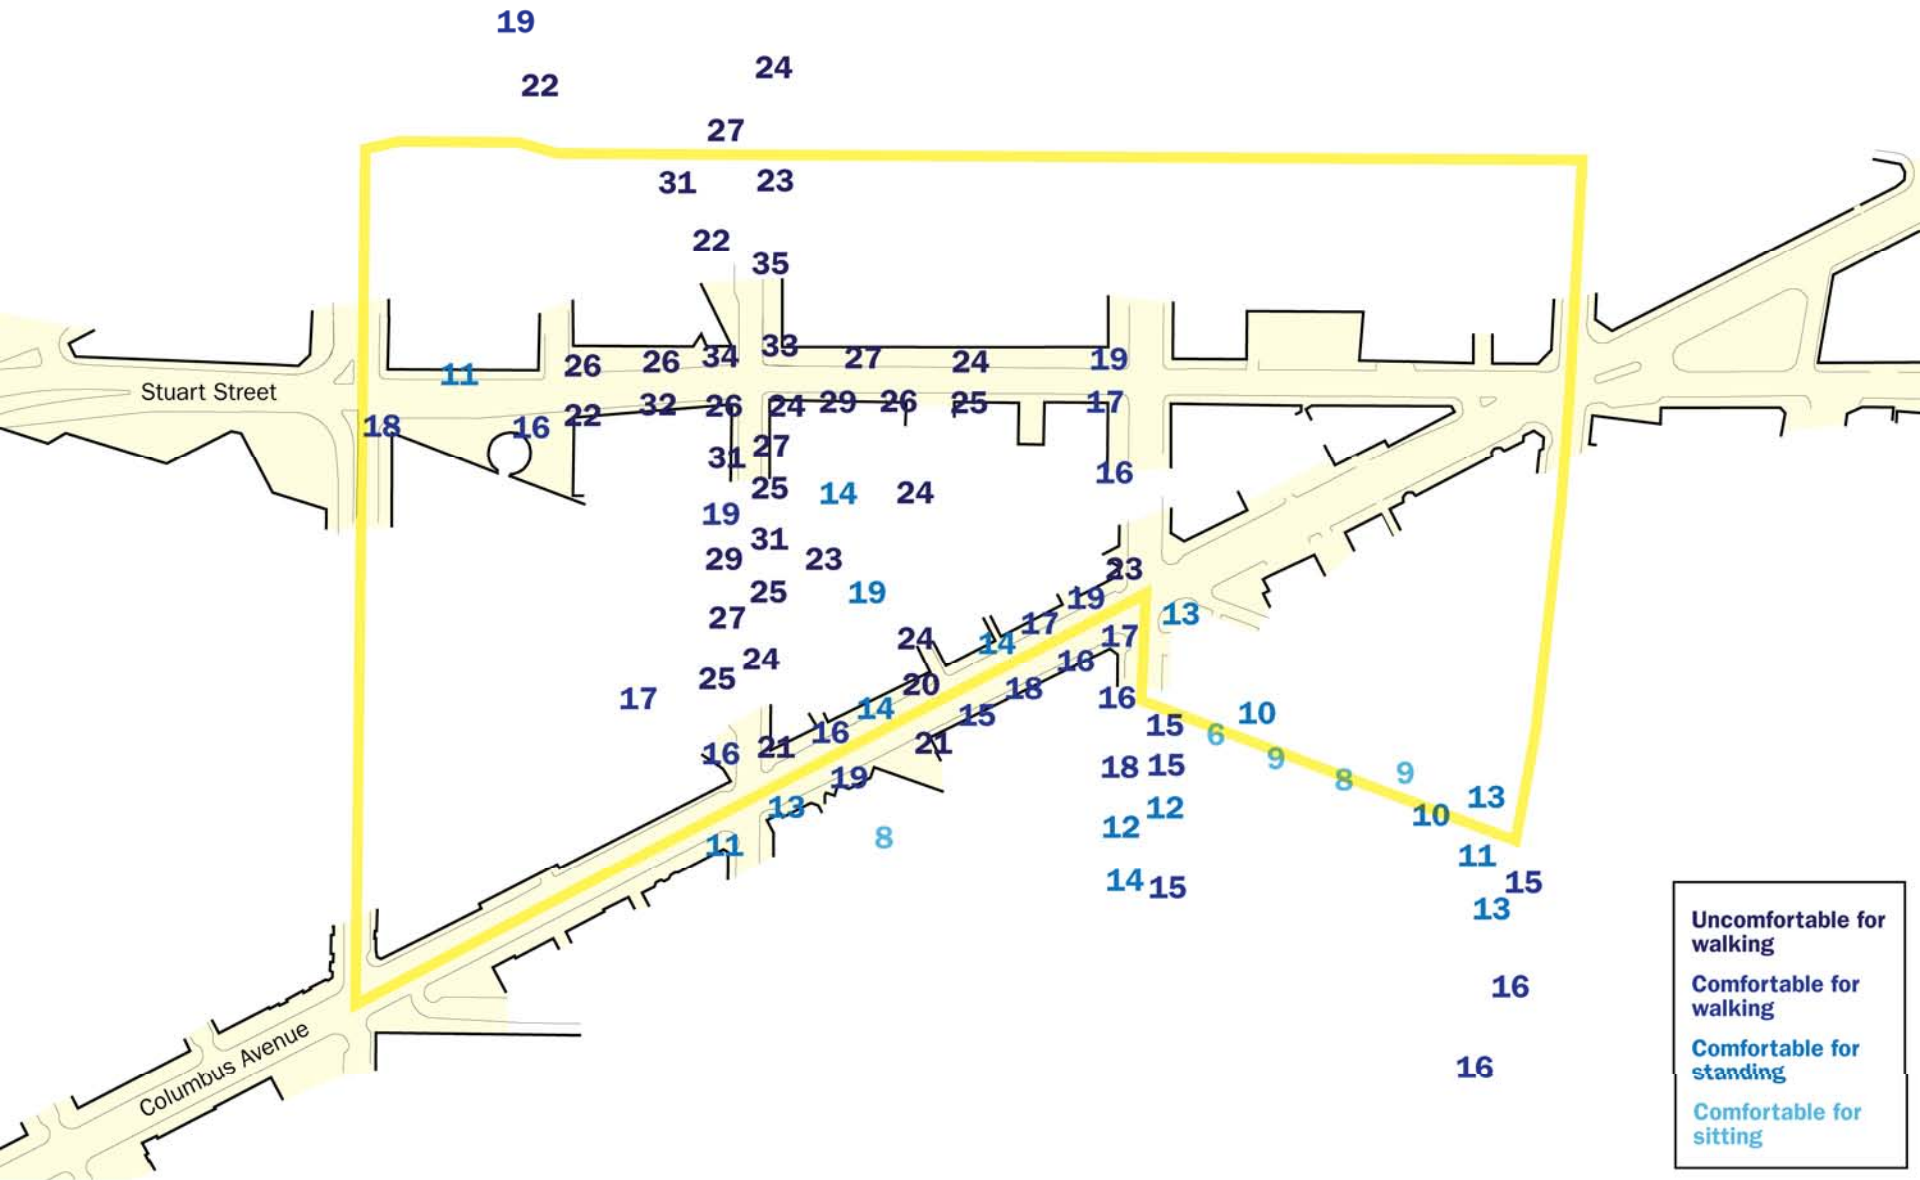 19
24
22
27
31 23
22
35
33
34
26 26 27 24 19
11
Stuart Street
32 26 24 29 26 25 17
22
18 16
27
31
16
25 14 24
19
31
29 23
23
25 19
19
27 17 13
24 14 17
24 16
25 20
17 14 18 16
15 10
16 15 6
16 21 21
9
19 18 15 9
8
13 12 13
10
8 12
11 11
14 15 15
13
16
Columbus Avenue
16
Uncomfortable for
walking
Comfortable for
walking
Comfortable for
standing
Comfortable for
sitting